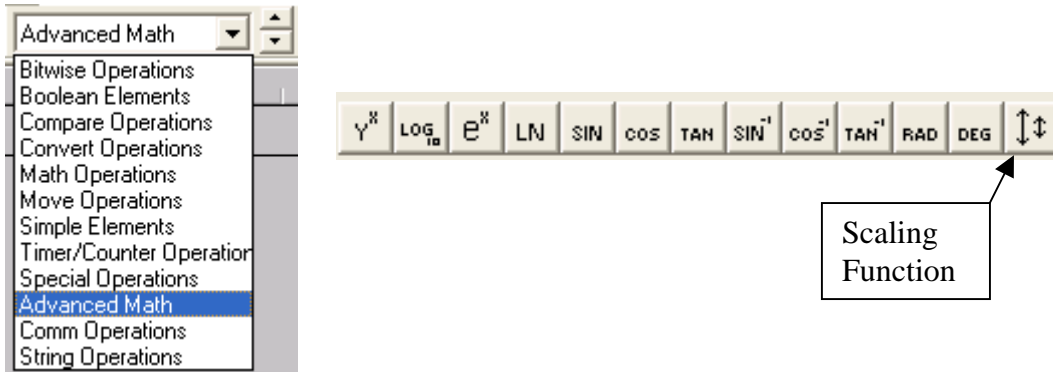 Advanced Math
Bitwise Operations
Boolean Elements
Compare Operations
Convert Operations
Math Operations
Move Operations
Simple Elements
Timer/Counter Operation
Special Operations
Advanced Math
Comm Operations
String Operations
Yˣ LOG₁₀ eˣ LN SIN COS TAN SIN⁻¹ COS⁻¹ TAN⁻¹ RAD DEG
Scaling
Function